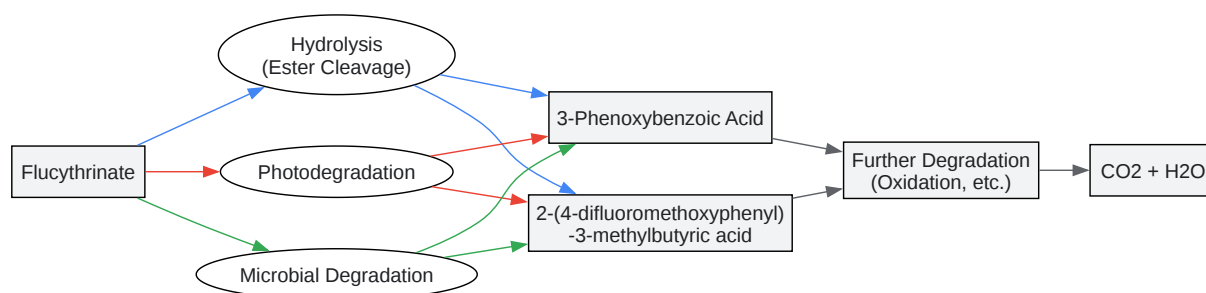 Hydrolysis
(Ester Cleavage)
3-Phenoxybenzoic Acid
Flucythrinate
Photodegradation
Further Degradation
(Oxidation, etc.)
CO2 + H2O
2-(4-difluoromethoxyphenyl)
-3-methylbutyric acid
Microbial Degradation